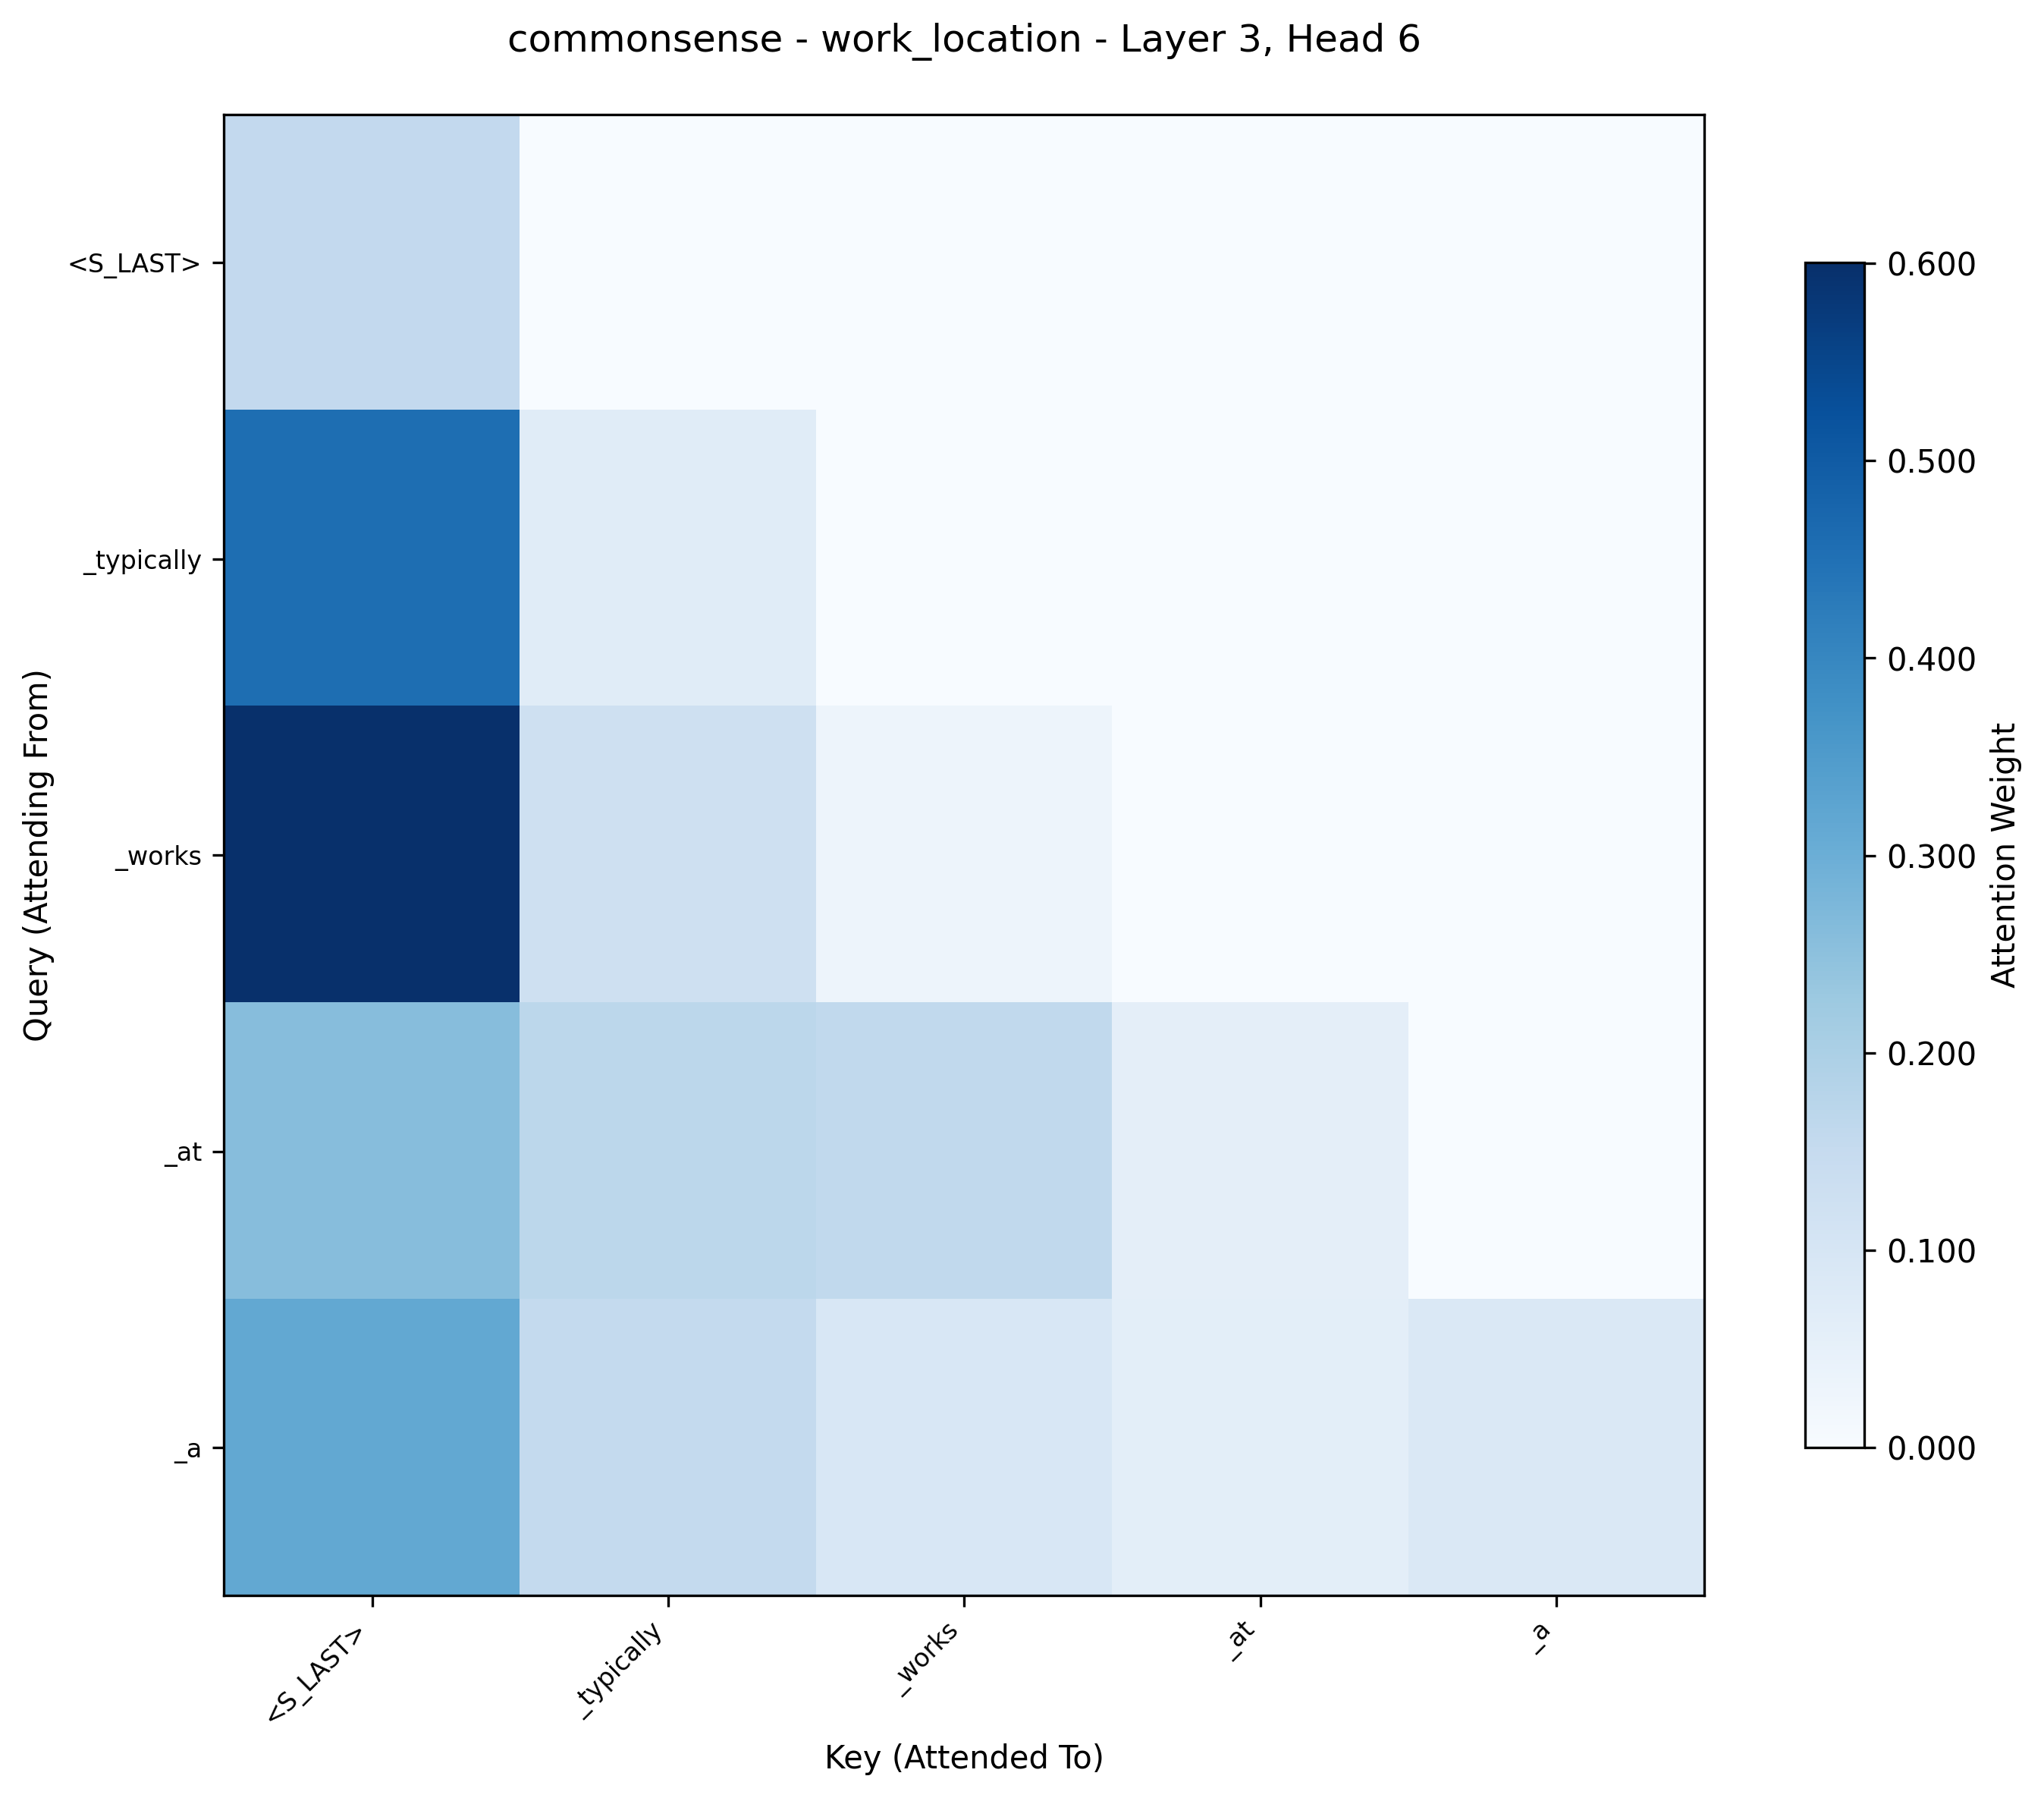 commonsense - work_location - Layer 3, Head 6
<S_LAST>
_typically
_works
_at
_a
Query (Attending From)
<S_LAST>
_typically
_works
_at
_a
Key (Attended To)
0.600
0.500
0.400
0.300
0.200
0.100
0.000
Attention Weight